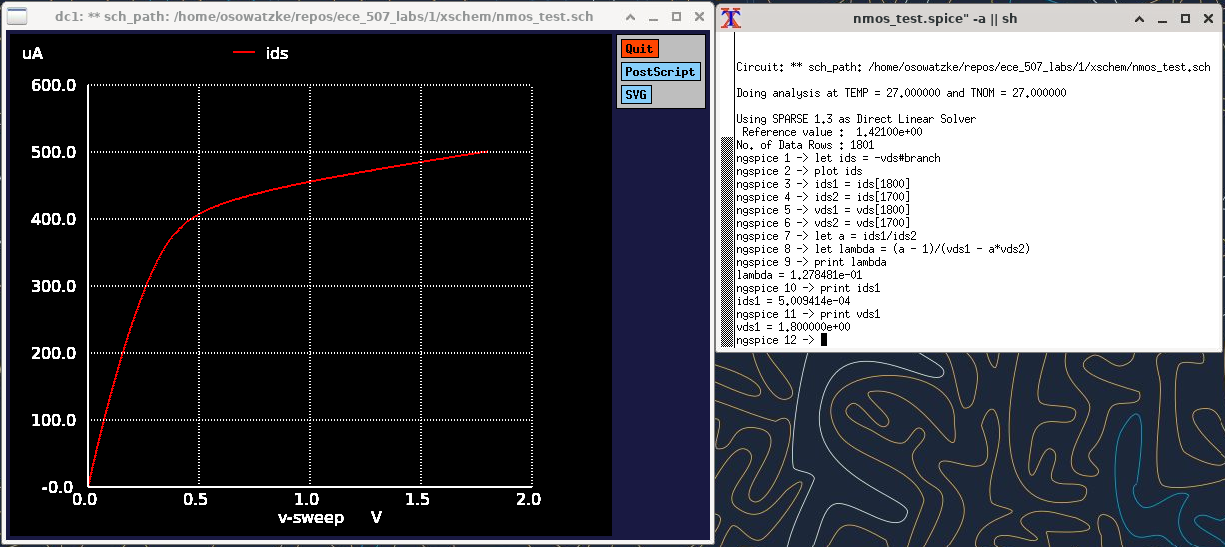 dc1: ** sch_path: /home/osowatzke/repos/ece_507_labs/1/xschem/nmos_test.sch
uA
ids
600.0
500.0
400.0
300.0
200.0
100.0
-0.0
0.0 0.5 1.0 1.5 2.0
v-sweep V
Quit
PostScript
SVG
nmos_test.spice" -a || sh
Circuit: ** sch_path: /home/osowatzke/repos/ece_507_labs/1/xschem/nmos_test.sch
Doing analysis at TEMP = 27.000000 and TNOM = 27.000000
Using SPARSE 1.3 as Direct Linear Solver
Reference value : 1.42100e+00
No. of Data Rows : 1801
ngspice 1 -> let ids = -vds#branch
ngspice 2 -> plot ids
ngspice 3 -> ids1 = ids[1800]
ngspice 4 -> ids2 = ids[1700]
ngspice 5 -> vds1 = vds[1800]
ngspice 6 -> vds2 = vds[1700]
ngspice 7 -> let a = ids1/ids2
ngspice 8 -> let lambda = (a - 1)/(vds1 - a*vds2)
ngspice 9 -> print lambda
lambda = 1.278481e-01
ngspice 10 -> print ids1
ids1 = 5.009414e-04
ngspice 11 -> print vds1
vds1 = 1.800000e+00
ngspice 12 ->